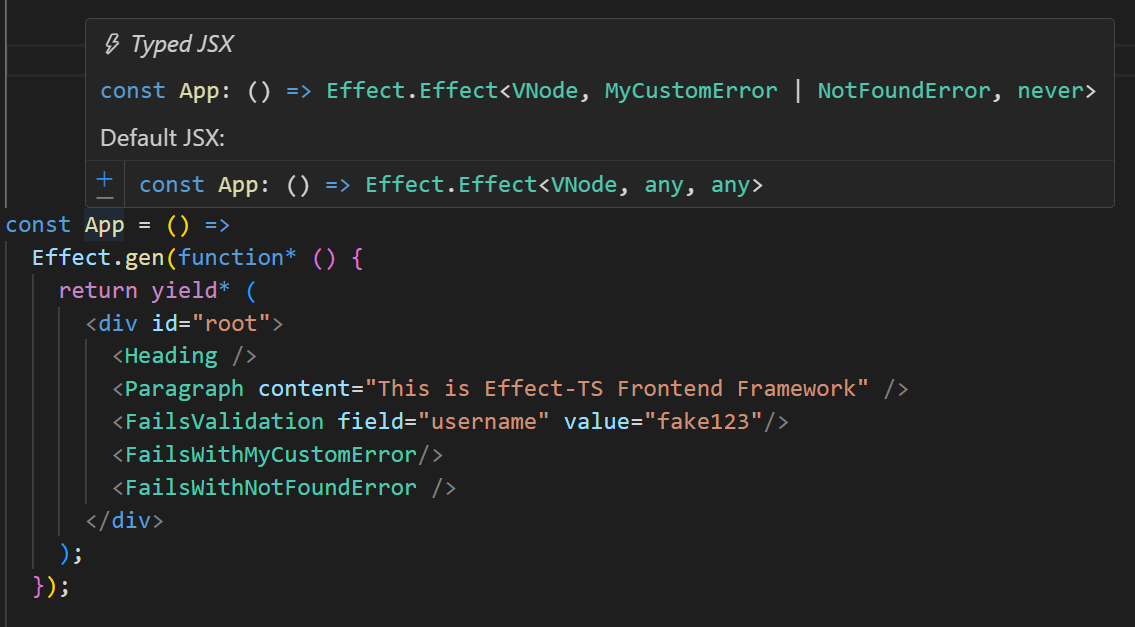 Typed JSX
const App: () => Effect.Effect<VNode, MyCustomError | NotFoundError, never>
Default JSX:
const App: () => Effect.Effect<VNode, any, any>
const App = () =>
Effect.gen(function* () {
return yield* (
<div id="root">
<Heading />
<Paragraph content="This is Effect-TS Frontend Framework" />
<FailsValidation field="username" value="fake123"/>
<FailsWithMyCustomError/>
<FailsWithNotFoundError />
</div>
);
});